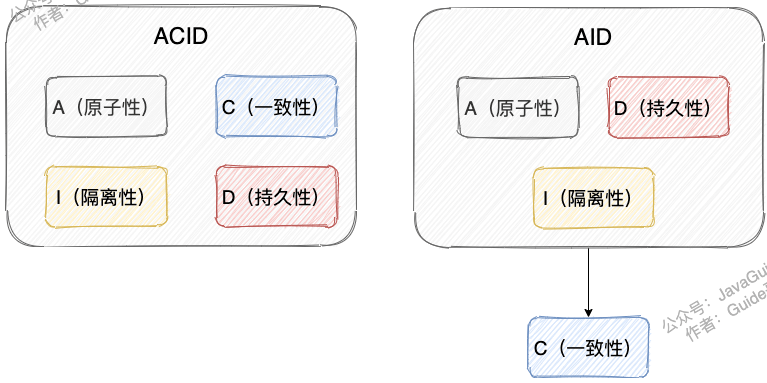 公众号
作者：G
ACID
A（原子性）
C（一致性）
I（隔离性）
D（持久性）
AID
A（原子性）
D（持久性）
I（隔离性）
C（一致性）
公众号：JavaGui
作者：Guide